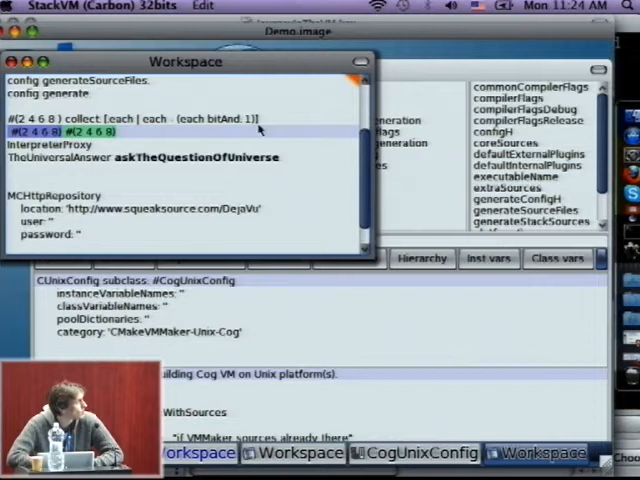 StackVM (Carbon) 32bits Edit
Mon 11:24 AM
Demo.image
Workspace
config generateSourceFiles.
config generate.
#(2 4 6 8 ) collect [:each | each - (each bitAnd: 1)]
#(2 4 6 8) #(2 4 6 8)
InterpreterProxy
TheUniversalAnswer askTheQuestionOfUniverse
MCHttpRepository
location: 'http://www.squeaksource.com/DejaVu'
user: ''
password: ''
commonCompilerFlags
compilerFlags
compilerFlagsDebug
compilerFlagsRelease
configH
coreSources
defaultExternalPlugins
defaultInternalPlugins
executableName
extraSources
generateConfigH
generateSourceFiles
generateStackSources
Hierarchy
Inst vars
Class vars
CUnixConfig subclass: #CogUnixConfig
instanceVariableNames: ''
classVariableNames: ''
poolDictionaries: ''
category: 'CMakeVMMaker-Unix-Cog'
ilding Cog VM on Unix platform(s).
WithSources
"if VMMaker sources already there"
Workspace
Workspace
CogUnixConfig
Workspace